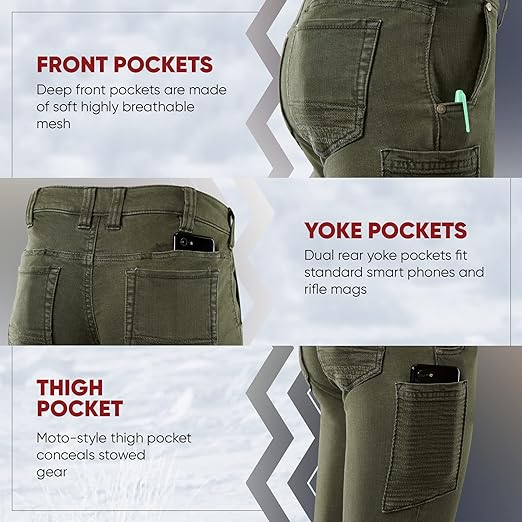 FRONT POCKETS
Deep front pockets are made
of soft highly breathable
mesh
YOKE POCKETS
Dual rear yoke pockets fit
standard smart phones and
rifle mags
THIGH
POCKET
Moto-style thigh pocket
conceals stowed
gear